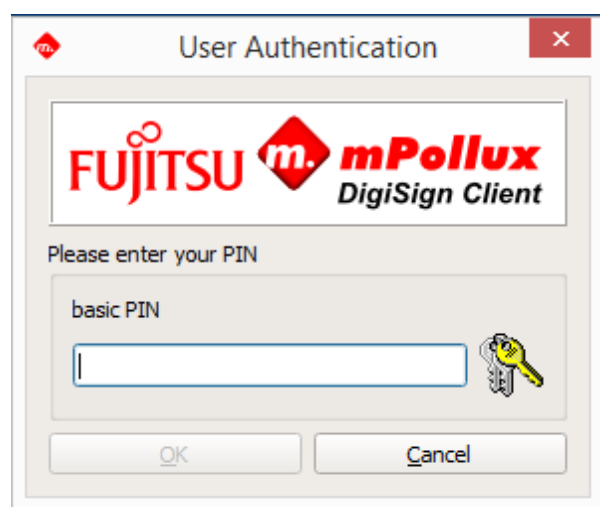 m.
User Authentication
FUJITSU m. mPollux
DigiSign Client
Please enter your PIN
basic PIN
OK
Cancel